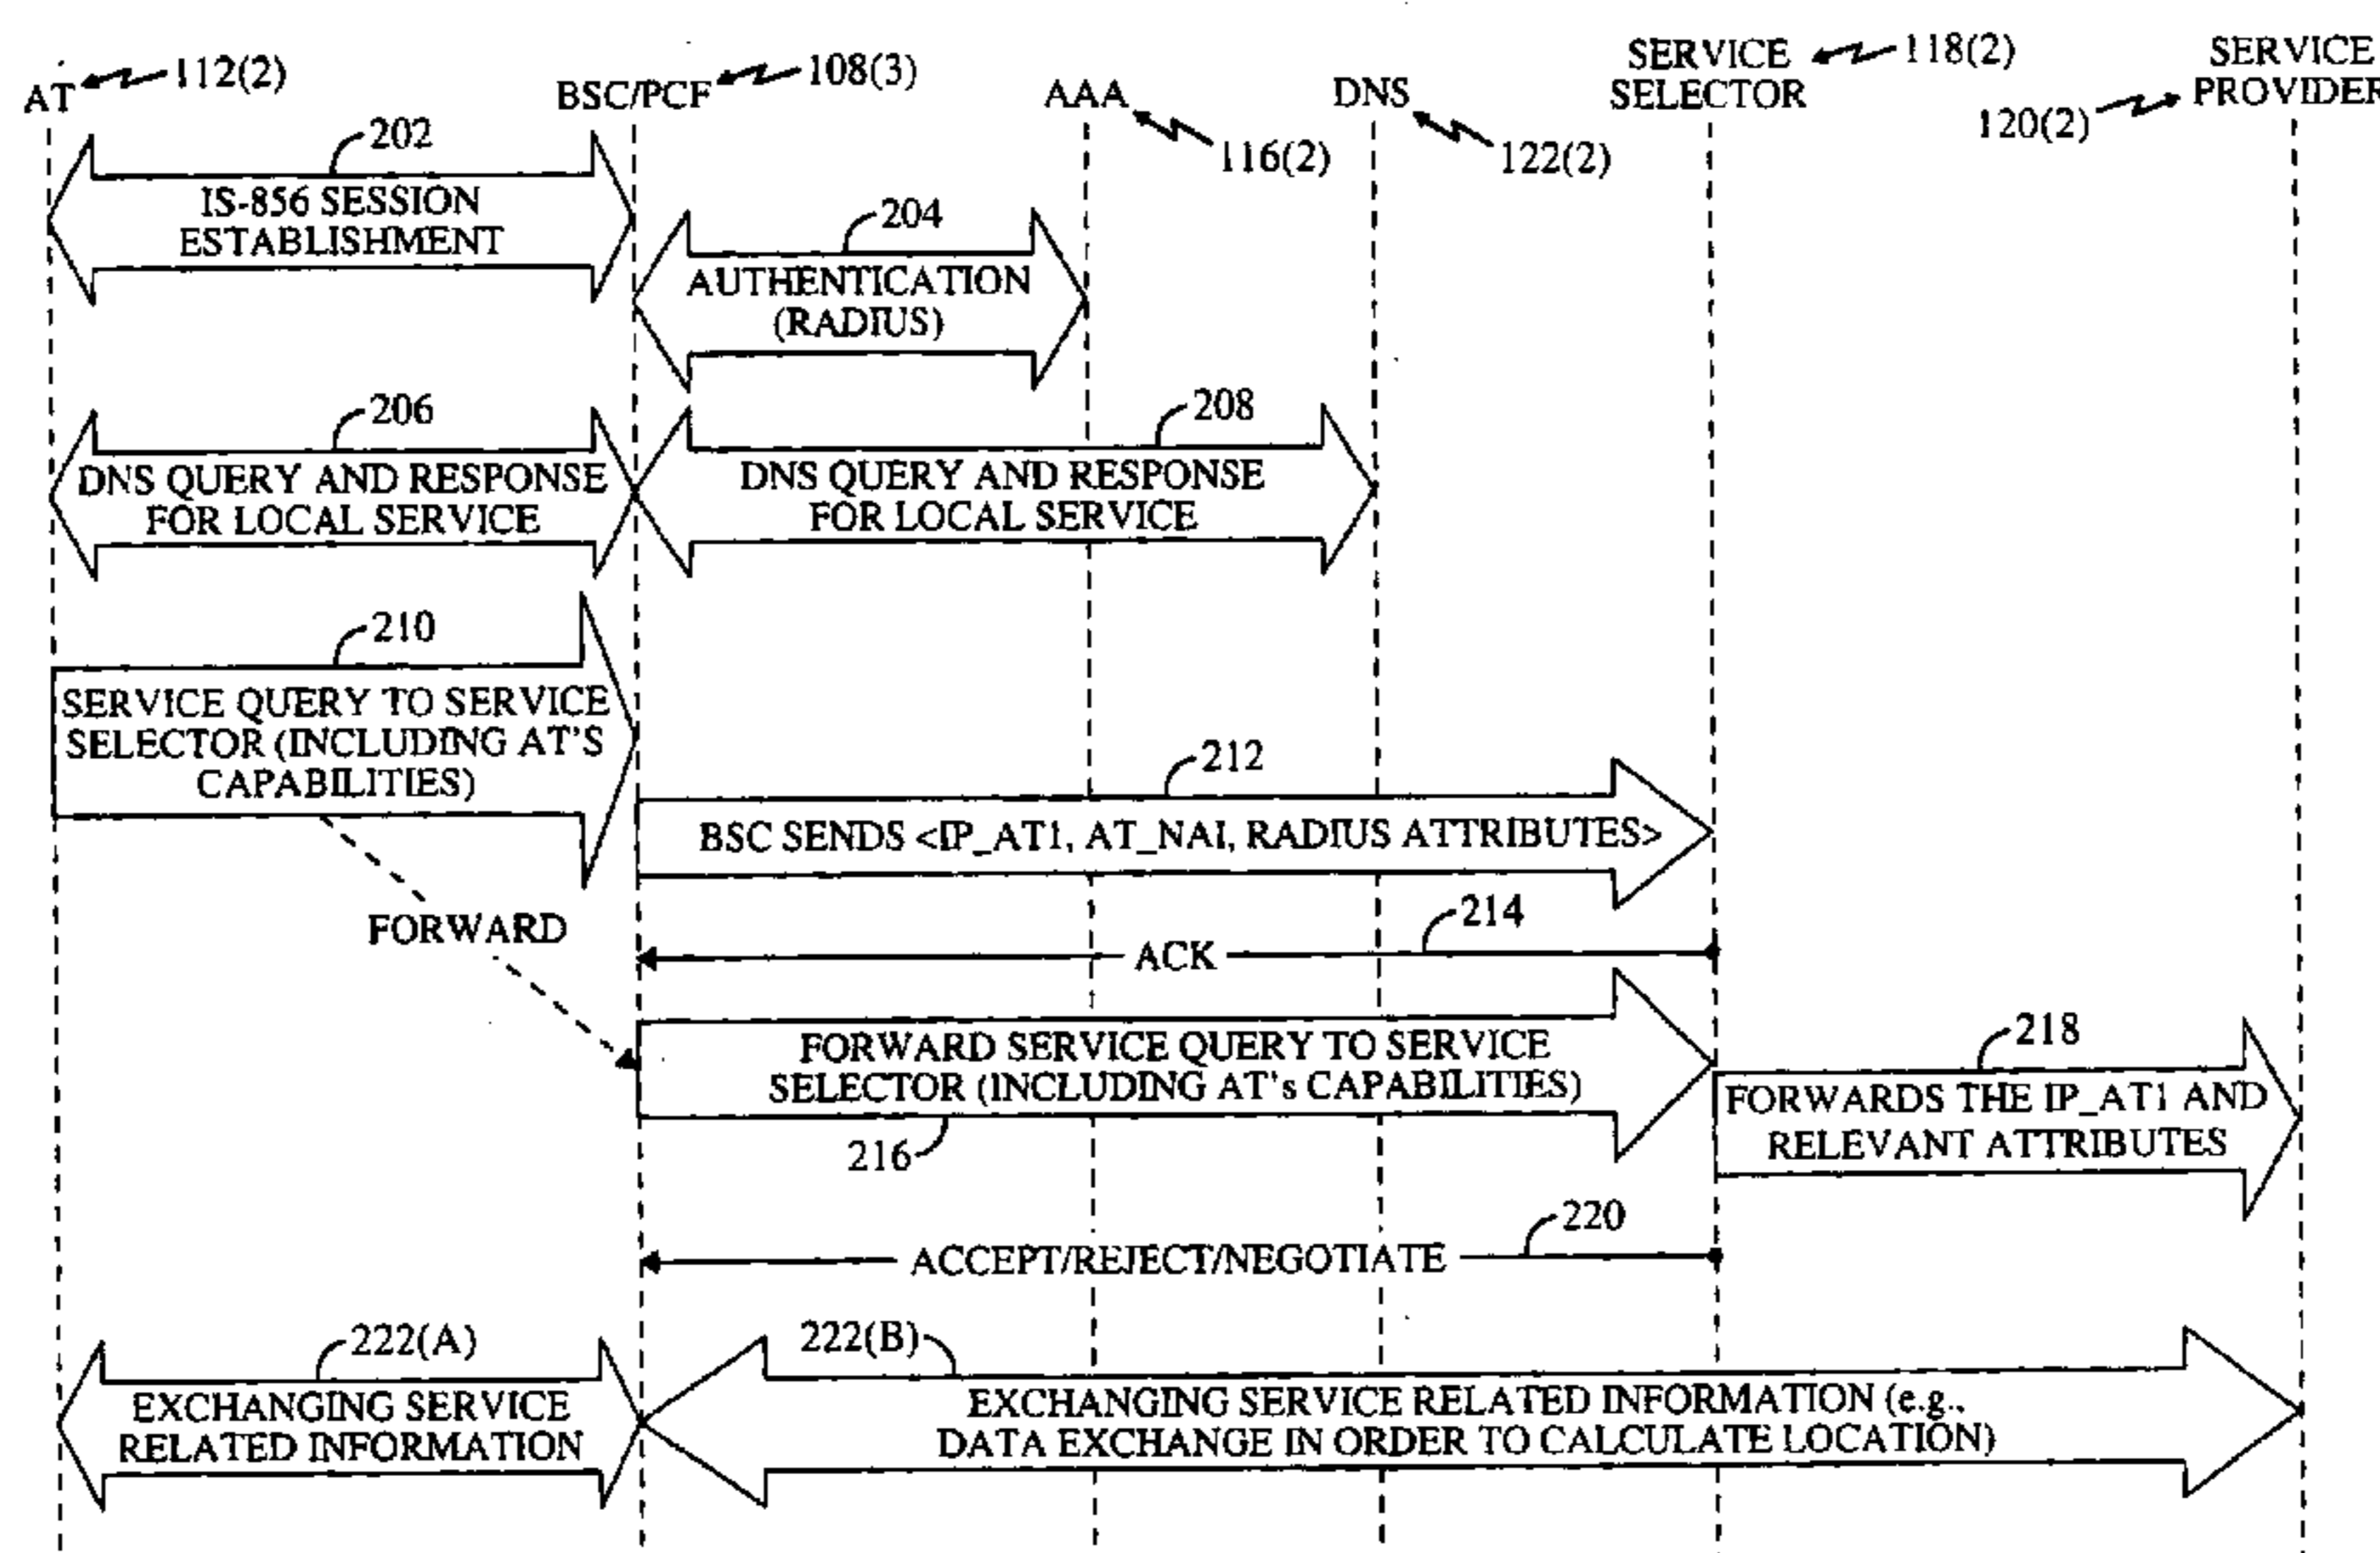 AT
112(2)
BSC/PCF
108(3)
AAA
116(2)
DNS
122(2)
SERVICE
SELECTOR
118(2)
SERVICE
PROVIDER
120(2)
202
IS-856 SESSION
ESTABLISHMENT
204
AUTHENTICATION
(RADIUS)
206
DNS QUERY AND RESPONSE
FOR LOCAL SERVICE
208
DNS QUERY AND RESPONSE
FOR LOCAL SERVICE
210
SERVICE QUERY TO SERVICE
SELECTOR (INCLUDING AT'S
CAPABILITIES)
212
BSC SENDS <IP_AT1, AT_NAI, RADIUS ATTRIBUTES>
FORWARD
214
ACK
FORWARD SERVICE QUERY TO SERVICE
SELECTOR (INCLUDING AT's CAPABILITIES)
216
218
FORWARDS THE IP_AT1 AND
RELEVANT ATTRIBUTES
220
ACCEPT/REJECT/NEGOTIATE
222(A)
EXCHANGING SERVICE
RELATED INFORMATION
222(B)
EXCHANGING SERVICE RELATED INFORMATION (e.g.,
DATA EXCHANGE IN ORDER TO CALCULATE LOCATION)